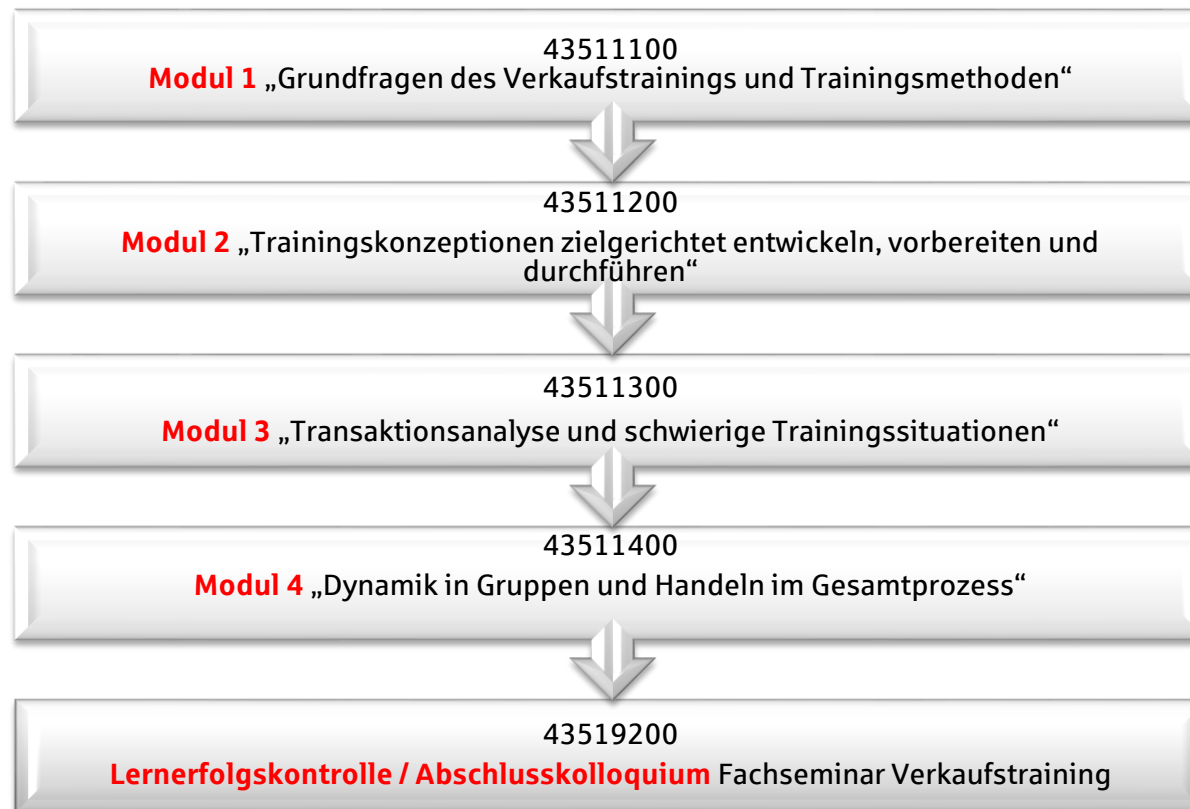 43511100
Modul 1 „Grundfragen des Verkaufstrainings und Trainingsmethoden“
43511200
Modul 2 „Trainingskonzeptionen zielgerichtet entwickeln, vorbereiten und
durchführen“
43511300
Modul 3 „Transaktionsanalyse und schwierige Trainingssituationen“
43511400
Modul 4 „Dynamik in Gruppen und Handeln im Gesamtprozess“
43519200
Lernerfolgskontrolle / Abschlusskolloquium Fachseminar Verkaufstraining